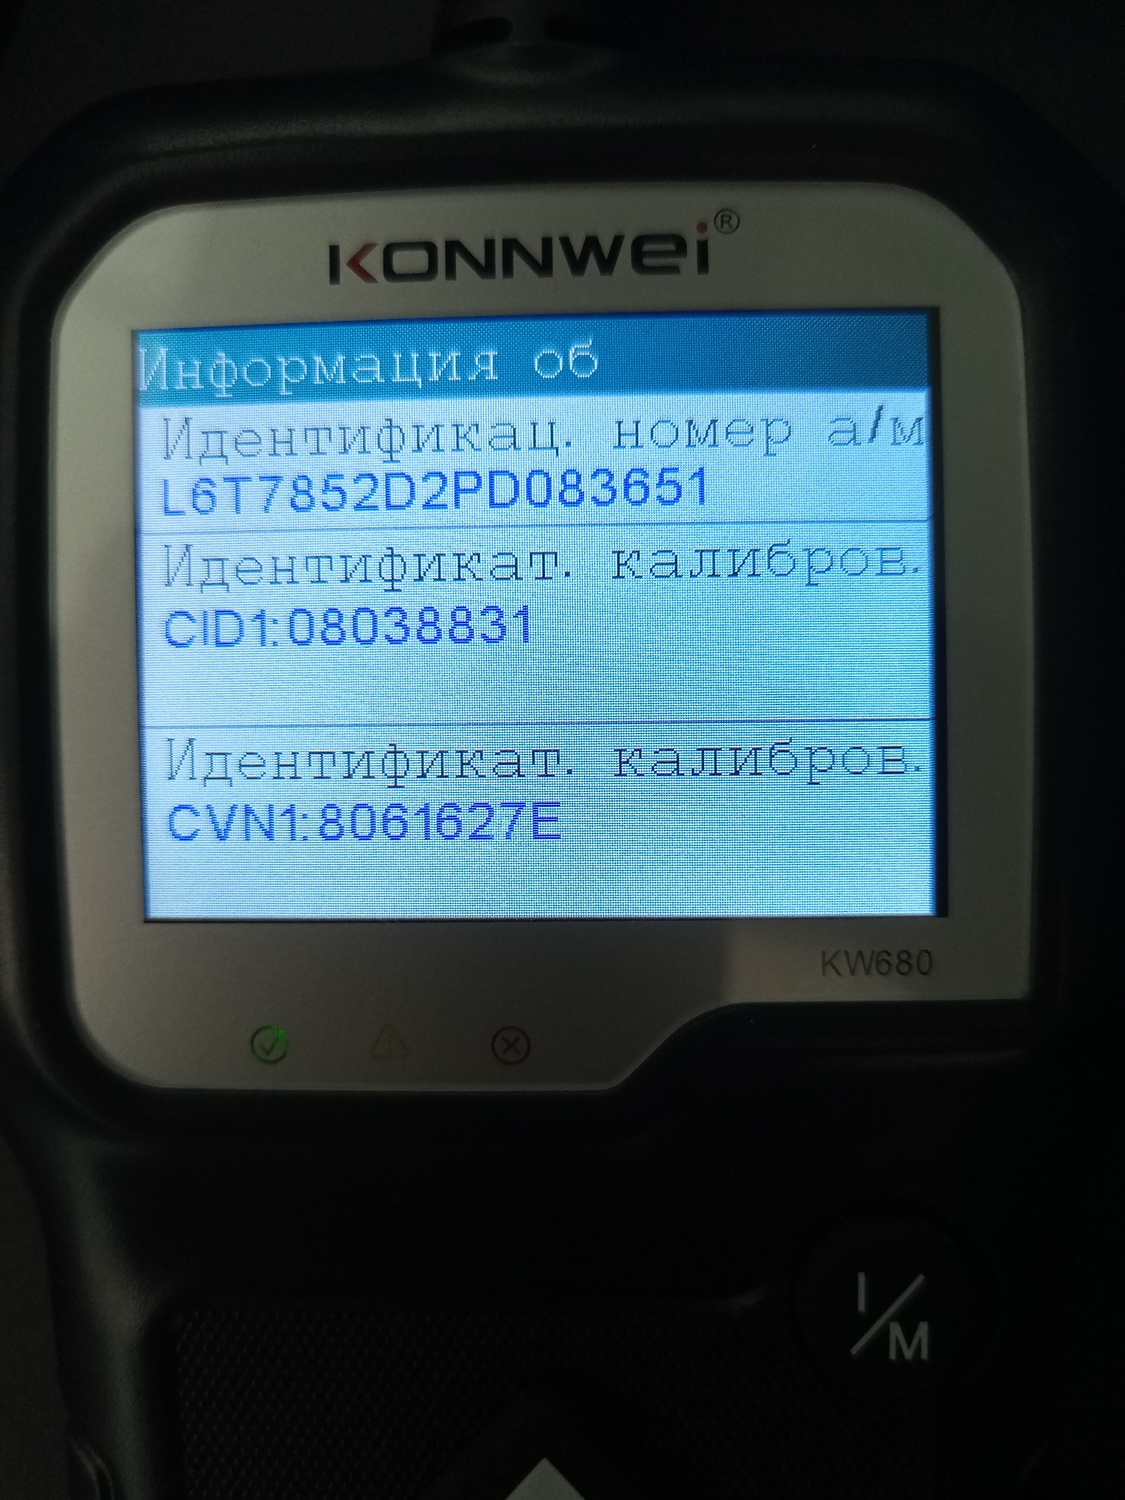 KONNWEI®
Информация об
Идентификац. номер а/м
L6T7852D2PD083651
Идентификат. калибров.
CID1:08038831
Идентификат. калибров.
CVN1:8061627E
KW680
I/M